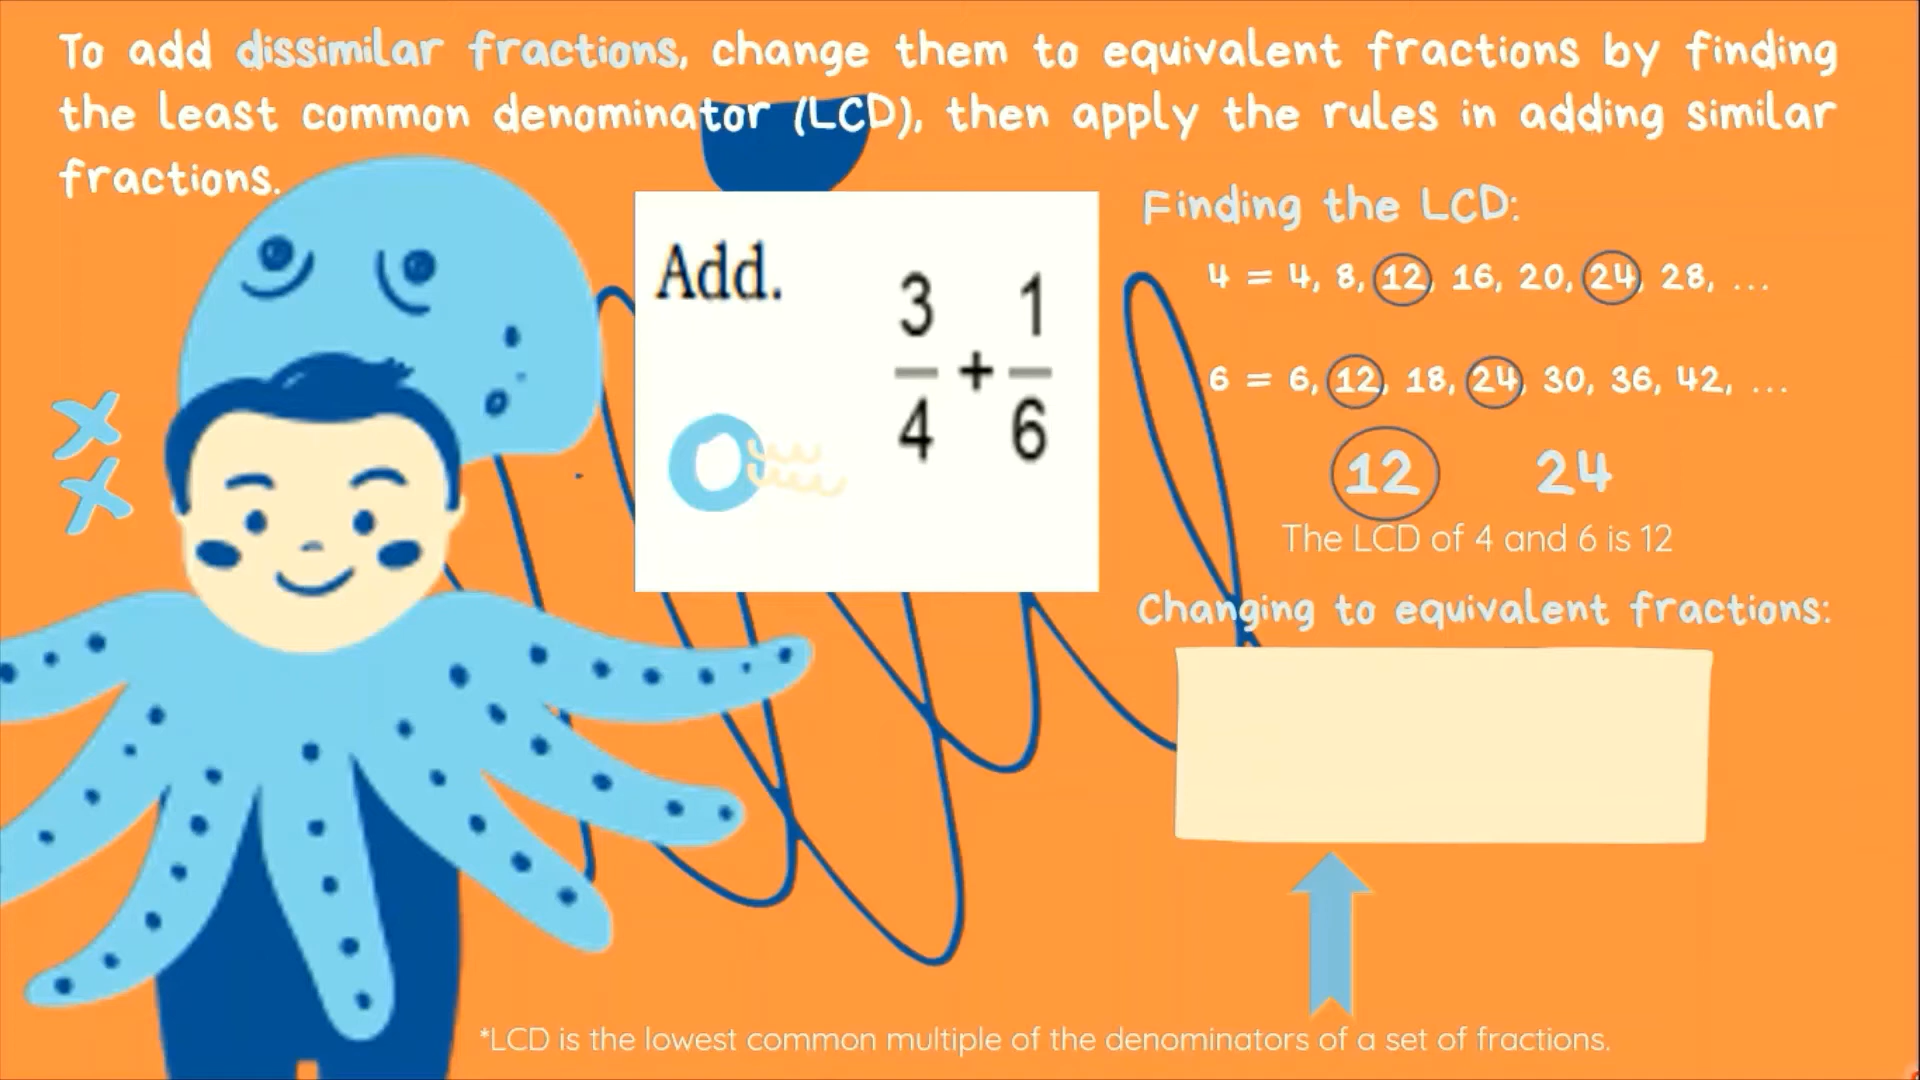 To add dissimilar fractions, change them to equivalent fractions by finding
the least common denominator (LCD), then apply the rules in adding similar
fractions.
Add.
3/4 + 1/6
Finding the LCD:
4 = 4, 8, 12, 16, 20, 24, 28, ...
6 = 6, 12, 18, 24, 30, 36, 42, ...
12 24
The LCD of 4 and 6 is 12
Changing to equivalent fractions:
*LCD is the lowest common multiple of the denominators of a set of fractions.